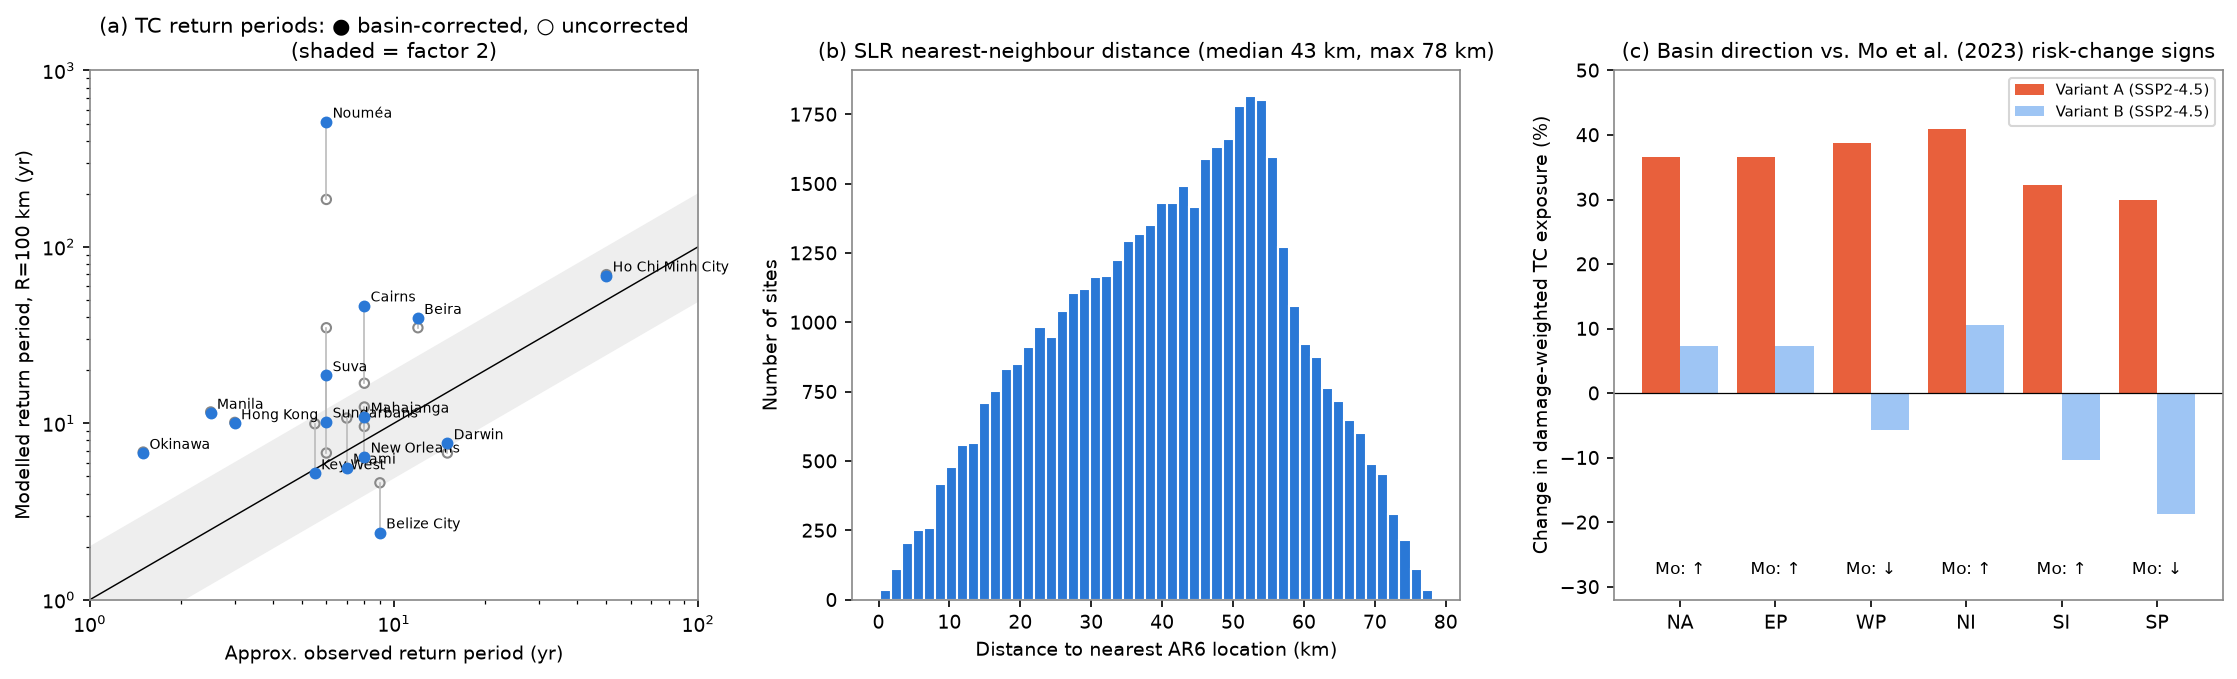 (a) TC return periods: ● basin-corrected, ○ uncorrected
(shaded = factor 2)
Modelled return period, R=100 km (yr)
10³
10²
10¹
10⁰
Nouméa
Ho Chi Minh City
Cairns
Beira
Suva
Manila
Hong Kong
Sundarbans
Mahajanga
Okinawa
Darwin
New Orleans
Miami
Key West
Belize City
10⁰ 10¹ 10²
Approx. observed return period (yr)
(b) SLR nearest-neighbour distance (median 43 km, max 78 km)
Number of sites
1750
1500
1250
1000
750
500
250
0
0 10 20 30 40 50 60 70 80
Distance to nearest AR6 location (km)
(c) Basin direction vs. Mo et al. (2023) risk-change signs
Change in damage-weighted TC exposure (%)
50
40
30
20
10
0
−10
−20
−30
Variant A (SSP2-4.5)
Variant B (SSP2-4.5)
Mo: ↑ Mo: ↑ Mo: ↓ Mo: ↑ Mo: ↑ Mo: ↓
NA EP WP NI SI SP